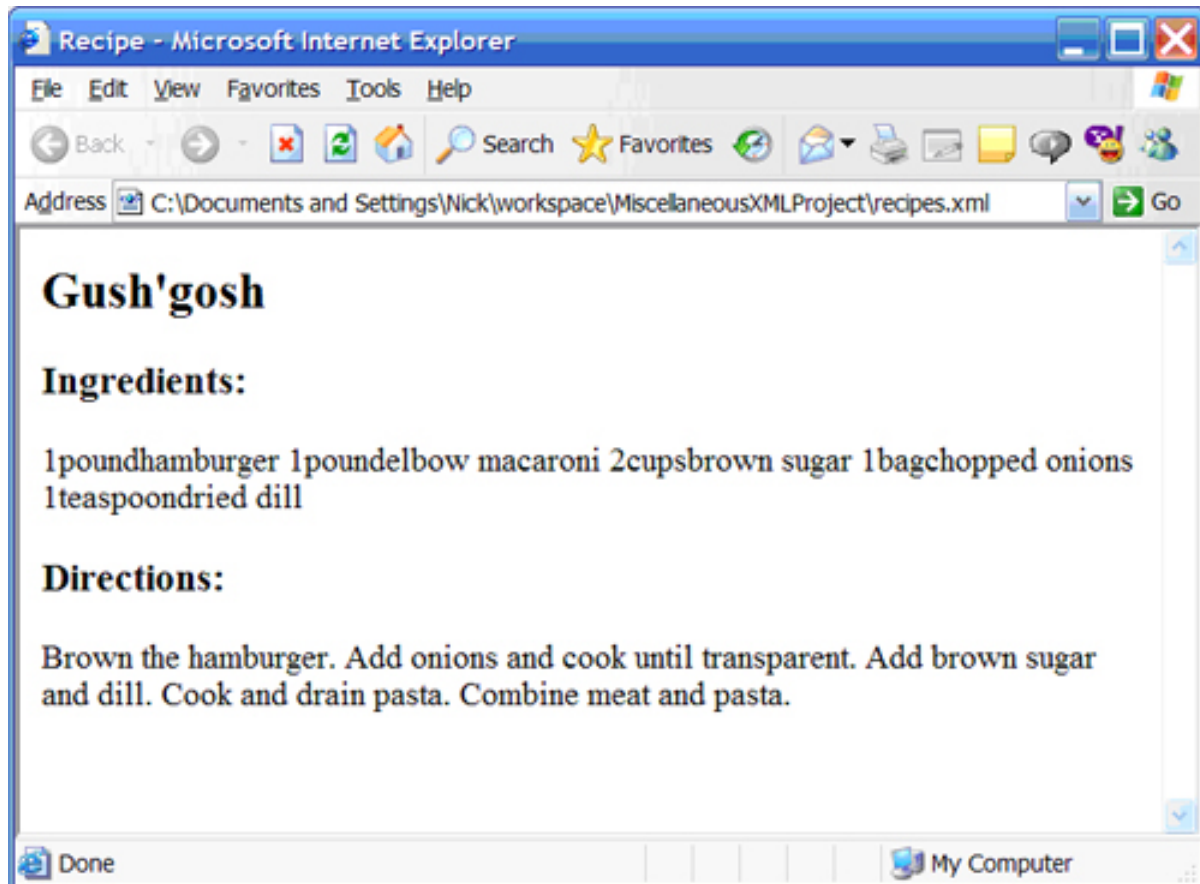 Recipe - Microsoft Internet Explorer
File Edit View Favorites Tools Help
Back Search Favorites
Address C:\Documents and Settings\Nick\workspace\MiscellaneousXMLProject\recipes.xml Go
Gush'gosh
Ingredients:
1poundhamburger 1poundelbow macaroni 2cupsbrown sugar 1bagchopped onions
1teaspoondried dill
Directions:
Brown the hamburger. Add onions and cook until transparent. Add brown sugar
and dill. Cook and drain pasta. Combine meat and pasta.
Done My Computer